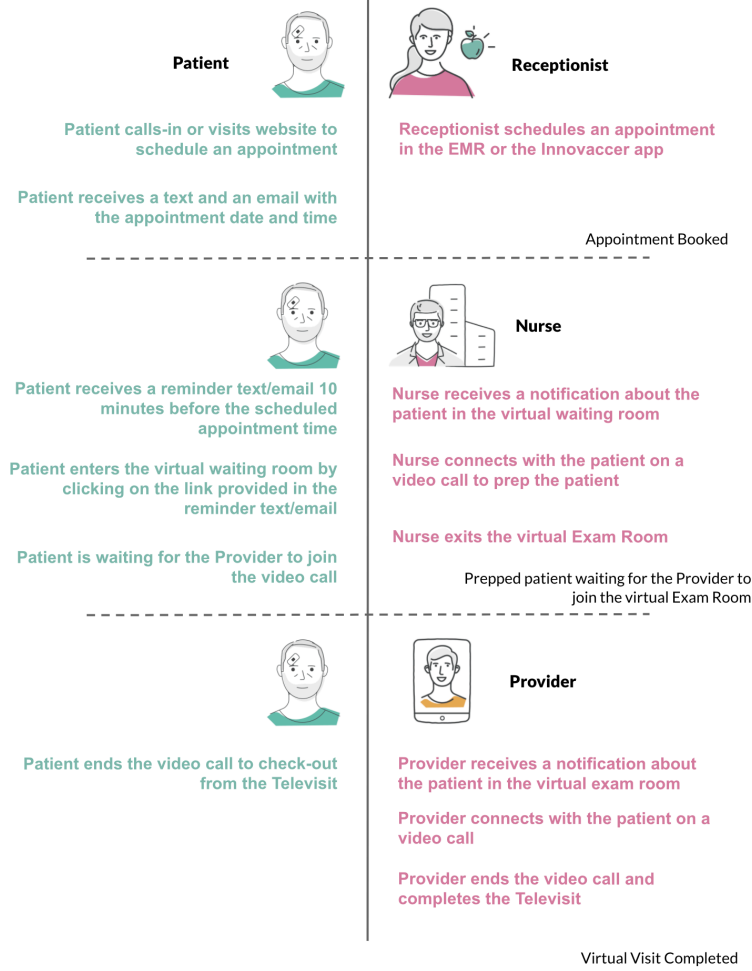 Patient
Receptionist
Patient calls-in or visits website to
schedule an appointment
Receptionist schedules an appointment
in the EMR or the Innovaccer app
Patient receives a text and an email with
the appointment date and time
Appointment Booked
Nurse
Patient receives a reminder text/email 10
minutes before the scheduled
appointment time
Nurse receives a notification about the
patient in the virtual waiting room
Patient enters the virtual waiting room by
clicking on the link provided in the
reminder text/email
Nurse connects with the patient on a
video call to prep the patient
Nurse exits the virtual Exam Room
Patient is waiting for the Provider to join
the video call
Prepped patient waiting for the Provider to
join the virtual Exam Room
Provider
Patient ends the video call to check-out
from the Televisit
Provider receives a notification about
the patient in the virtual exam room
Provider connects with the patient on a
video call
Provider ends the video call and
completes the Televisit
Virtual Visit Completed